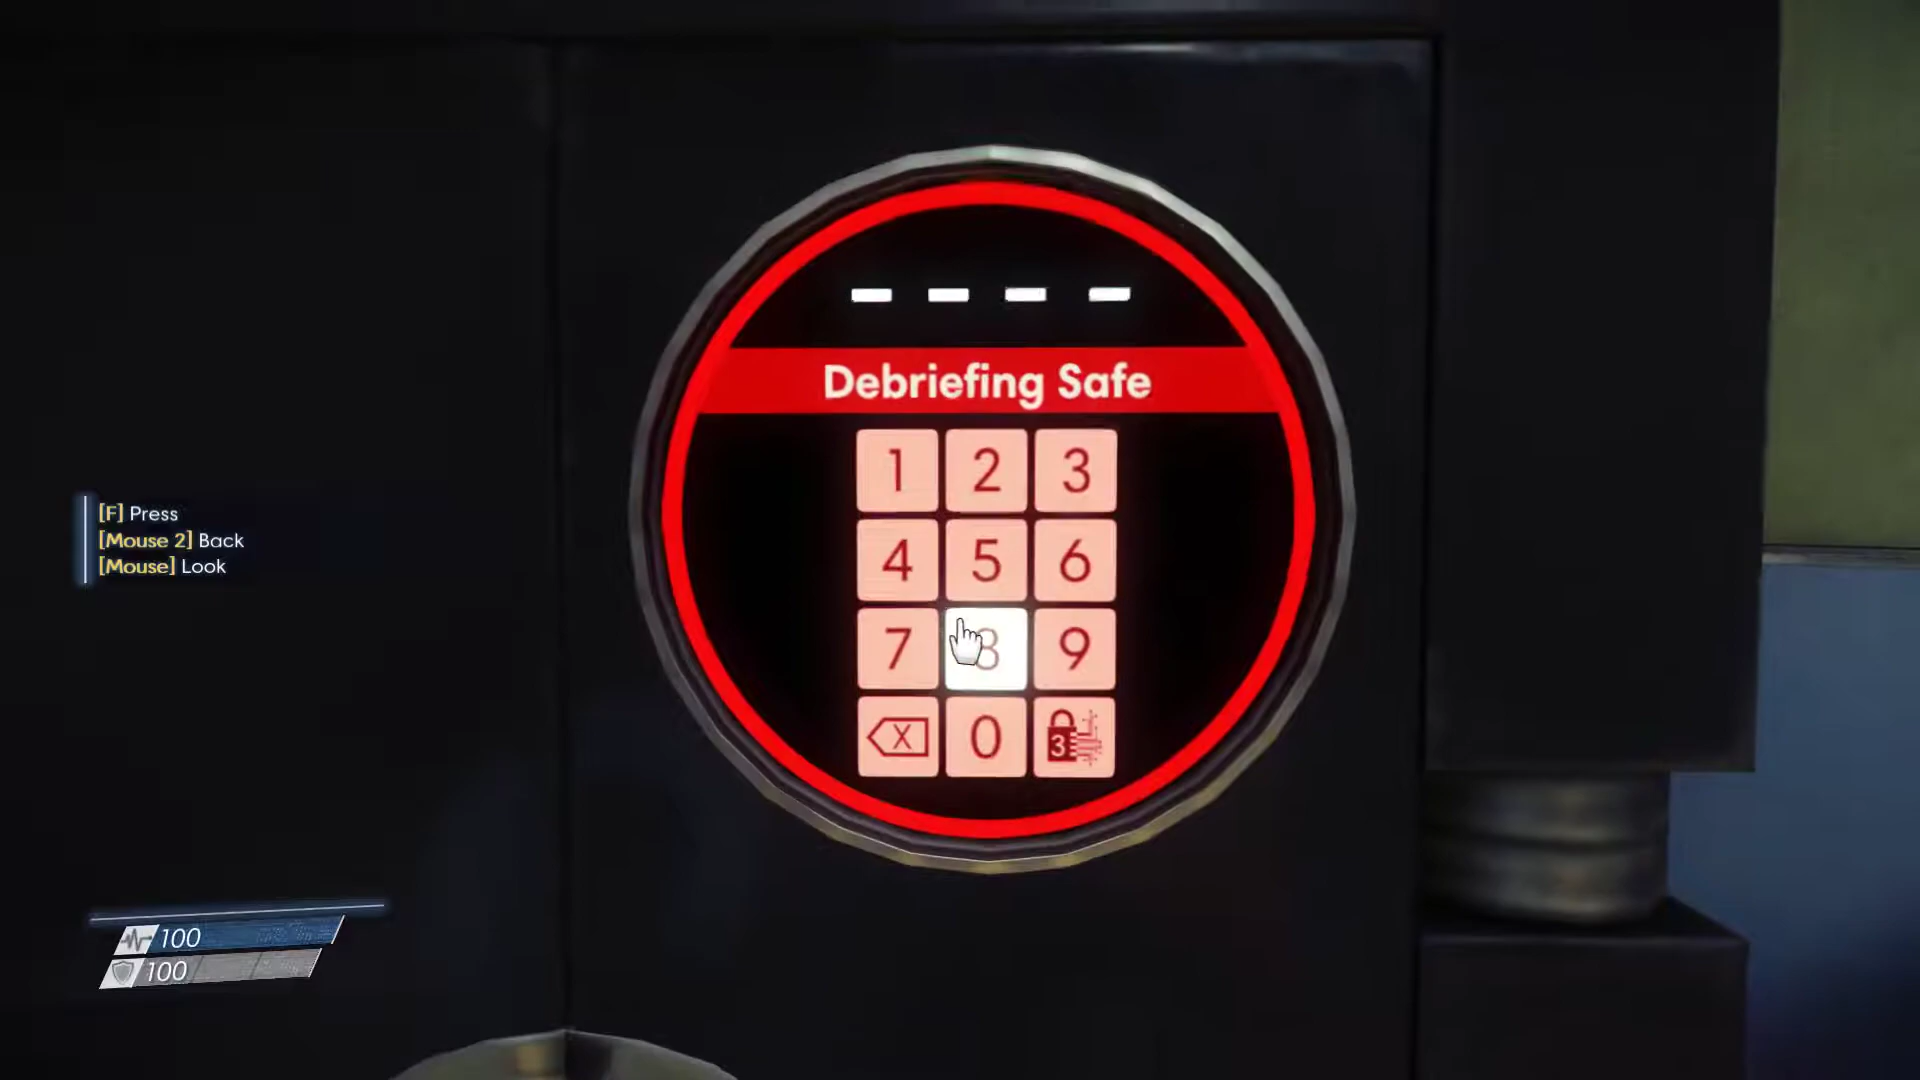 Debriefing Safe
1 2 3
4 5 6
7 8 9
X 0 3
[F] Press
[Mouse 2] Back
[Mouse] Look
100
100